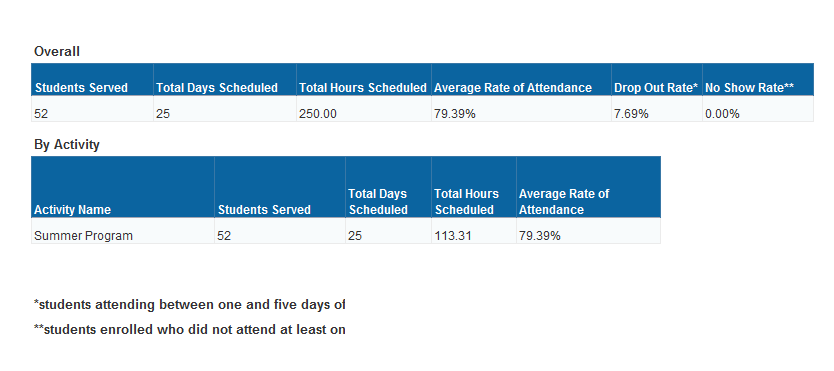 Overall
Students Served Total Days Scheduled Total Hours Scheduled Average Rate of Attendance Drop Out Rate* No Show Rate**
52 25 250.00 79.39% 7.69% 0.00%
By Activity
Total Days Total Hours Average Rate of
Activity Name Students Served Scheduled Scheduled Attendance
Summer Program 52 25 113.31 79.39%
*students attending between one and five days of
**students enrolled who did not attend at least on